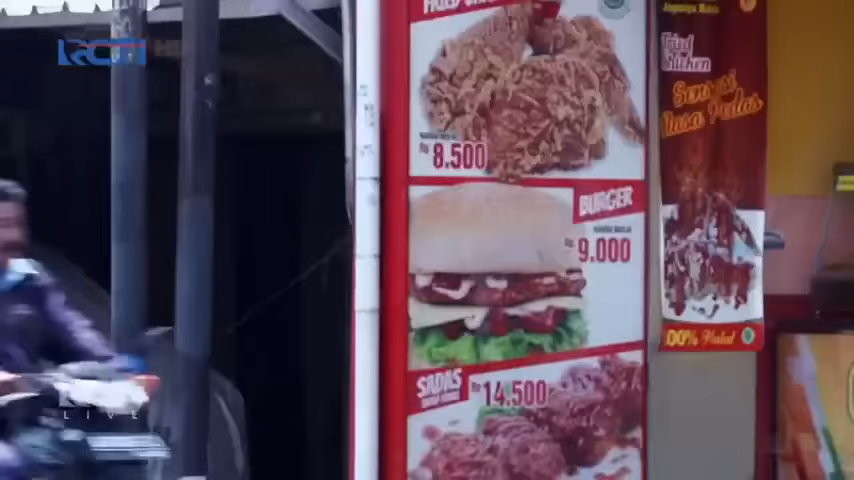 RCTI HD
FRIED
Rp 8.500
BURGER
Rp 9.000
SADAS
Rp 14.500
Fried
Chicken
Sensasi
Rasa Pedas
100% Halal
LIVE